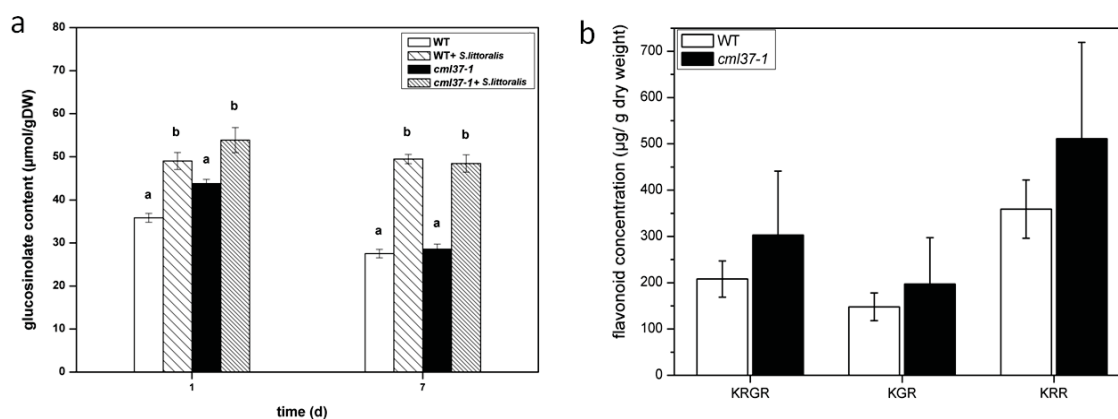 a
80
70
60
50
40
30
20
10
0
glucosinolate content (µmol/gDW)
WT
WT+ S.littoralis
cml37-1
cml37-1+ S.littoralis
a
b
a
b
a
b
a
b
1
7
time (d)
b
700
600
500
400
300
200
100
0
flavonoid concentration (µg/ g dry weight)
WT
cml37-1
KRGR
KGR
KRR